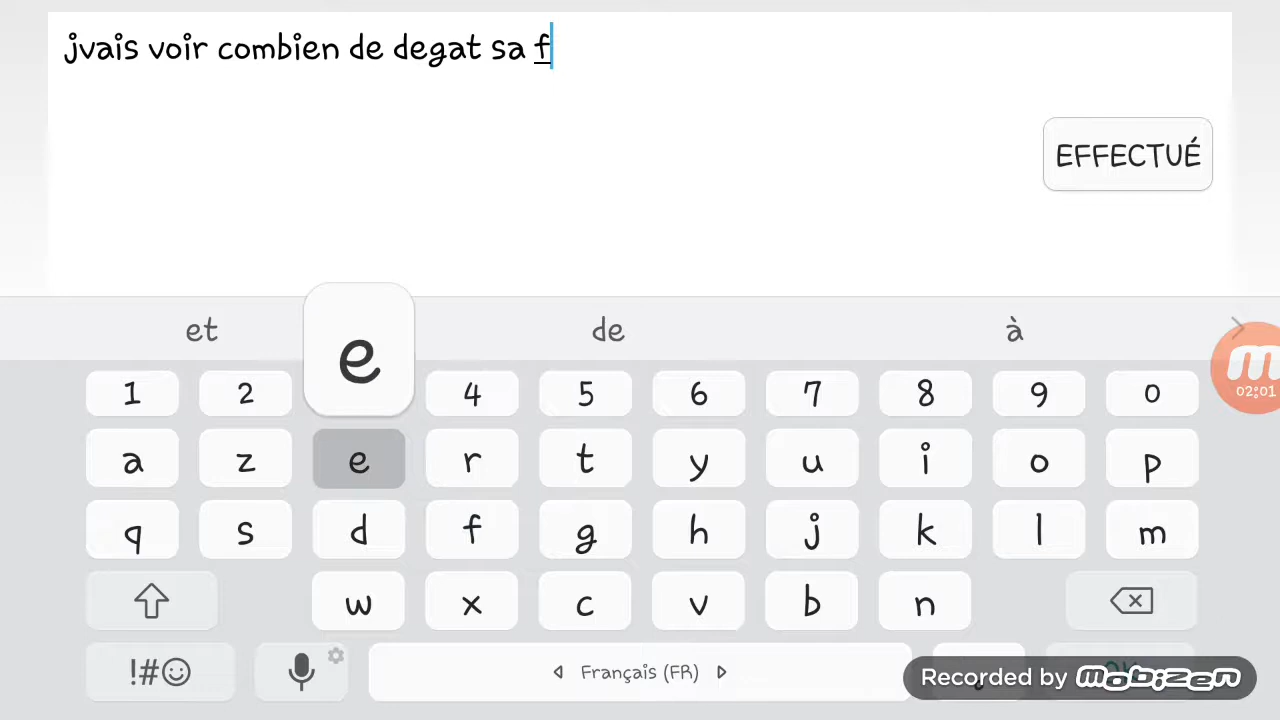 jvais voir combien de degat sa f
EFFECTUÉ
et
de
à
e
1 2 4 5 6 7 8 9 0
a z e r t y u i o p
q s d f g h j k l m
w x c v b n
!#☺ Français (FR)
02:01
Recorded by mobizen